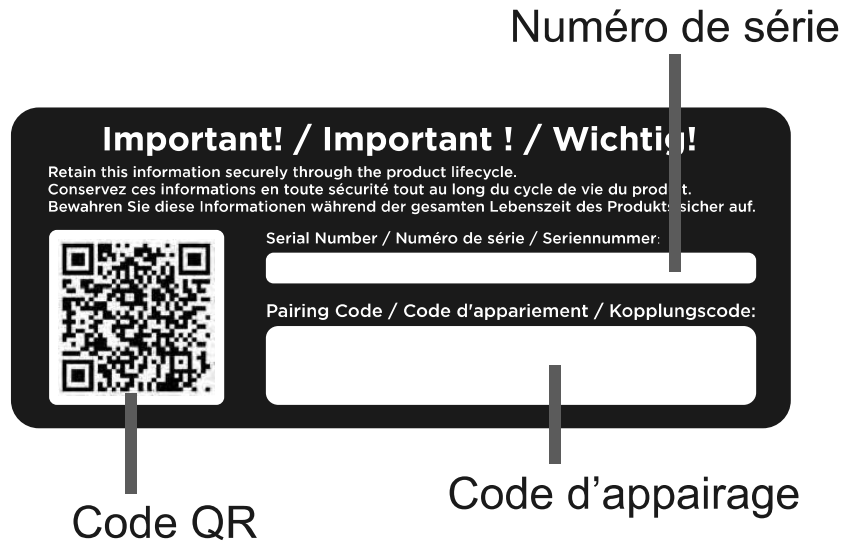 Numéro de série
Important! / Important ! / Wichtig!
Retain this information securely through the product lifecycle.
Conservez ces informations en toute sécurité tout au long du cycle de vie du produit.
Bewahren Sie diese Informationen während der gesamten Lebenszeit des Produkts sicher auf.
Serial Number / Numéro de série / Seriennummer:
Pairing Code / Code d'appariement / Kopplungscode:
Code d’appairage
Code QR